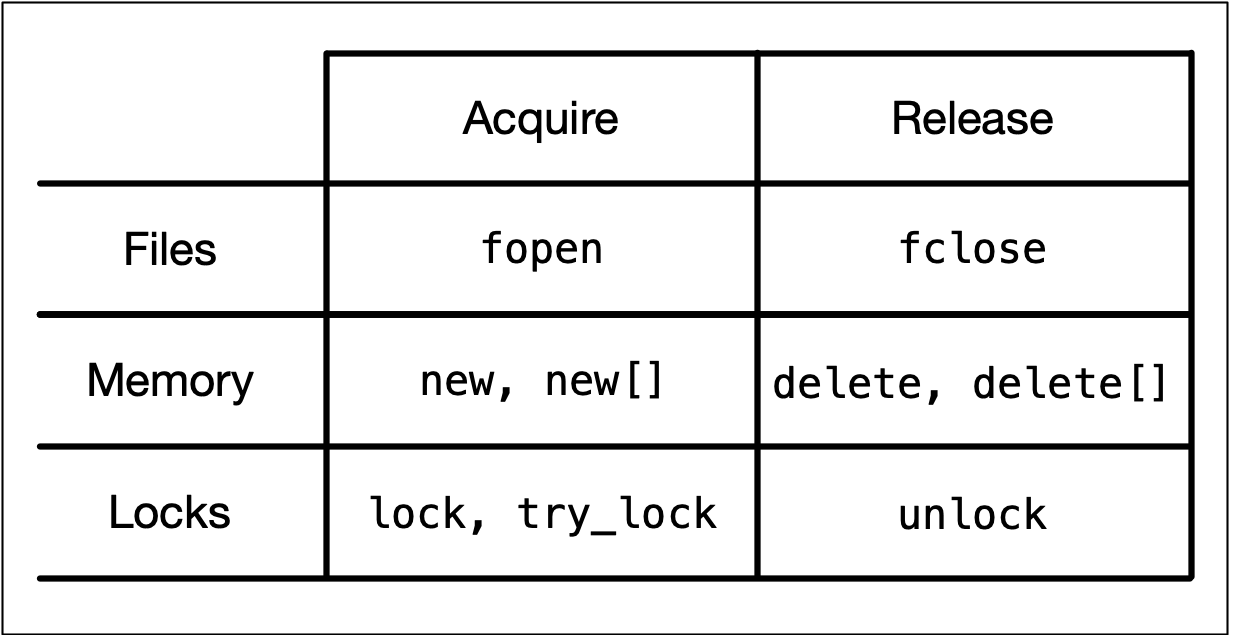 Acquire Release
Files fopen fclose
Memory new, new[] delete, delete[]
Locks lock, try_lock unlock